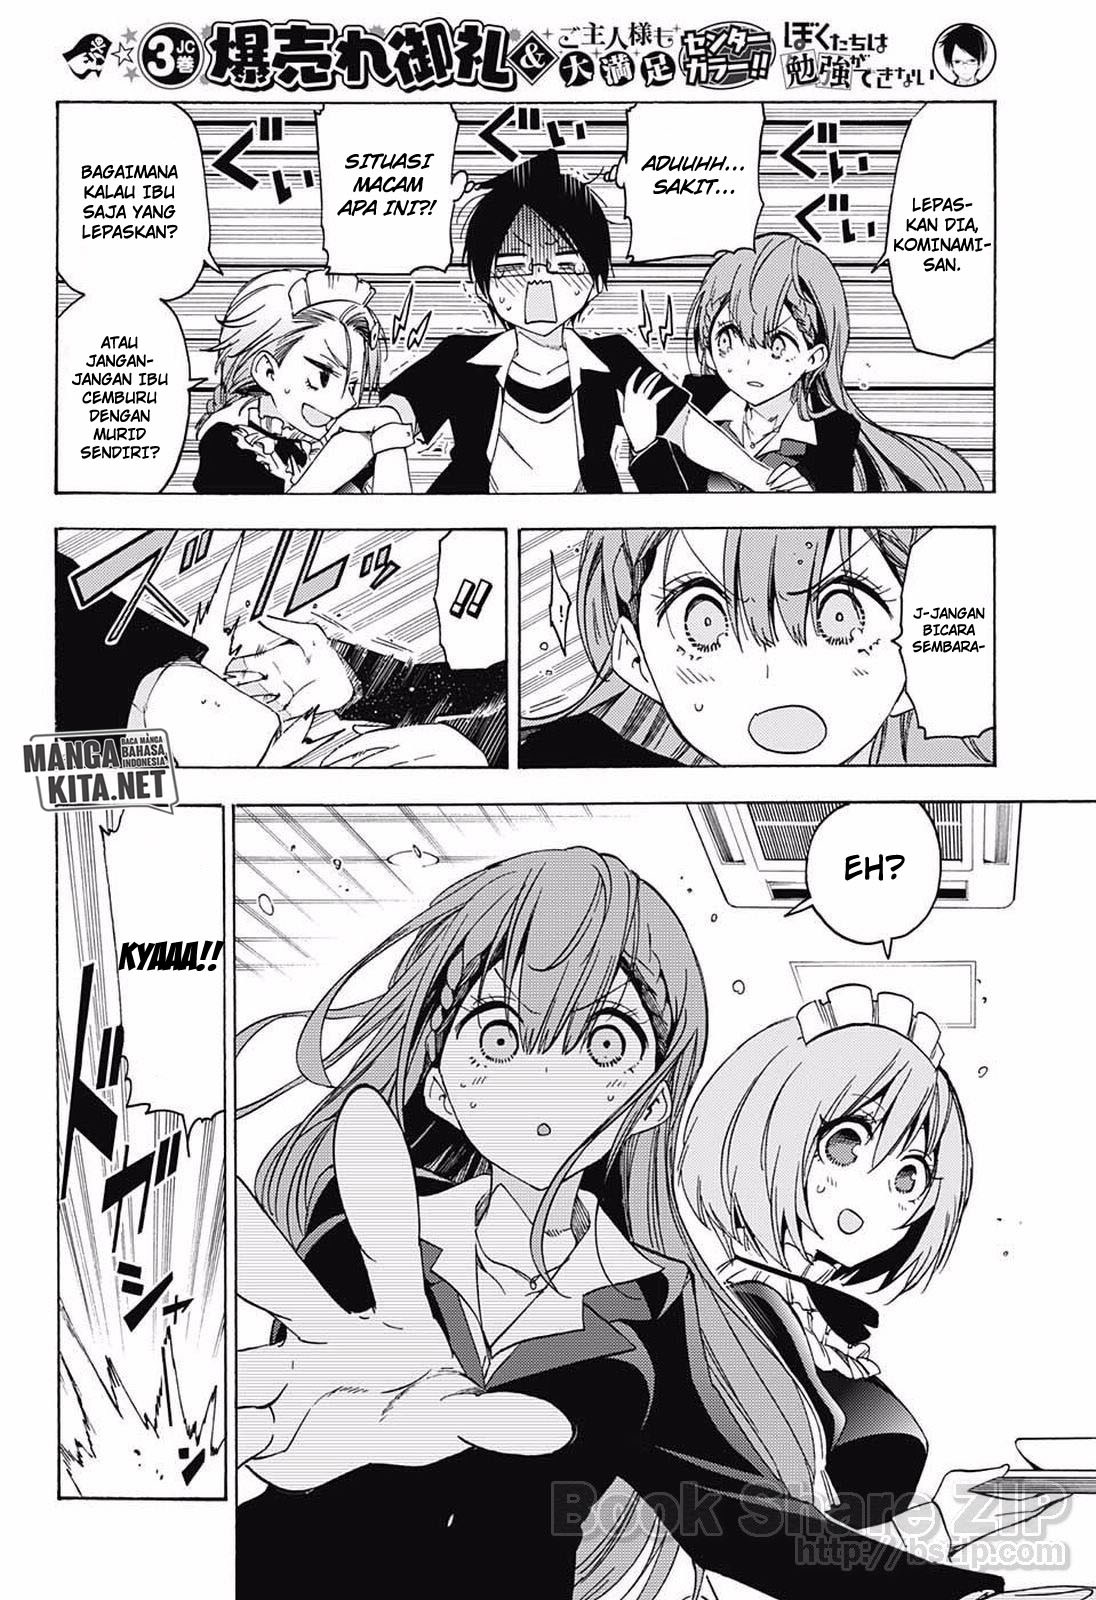 JC
3巻
爆売れ御礼
&
ご主人様も
大満足
センター
カラー!!
ぼくたちは
勉強ができない
LEPAS-
KAN DIA,
KOMINAMI-
SAN.
ADUUHH...
SAKIT...
SITUASI
MACAM
APA INI?!
BAGAIMANA
KALAU IBU
SAJA YANG
LEPASKAN?
ATAU
JANGAN-
JANGAN IBU
CEMBURU
DENGAN
MURID
SENDIRI?
ぐい
ぐい
ぐい
ぐい
J-JANGAN
BICARA
SEMBARA-
!!
ズルッ
MANGA
KITA.NET
BACA MANGA
BAHASA
INDONESIA
EH?
KYAAA!!
Book Share ZIP
http://bszip.com